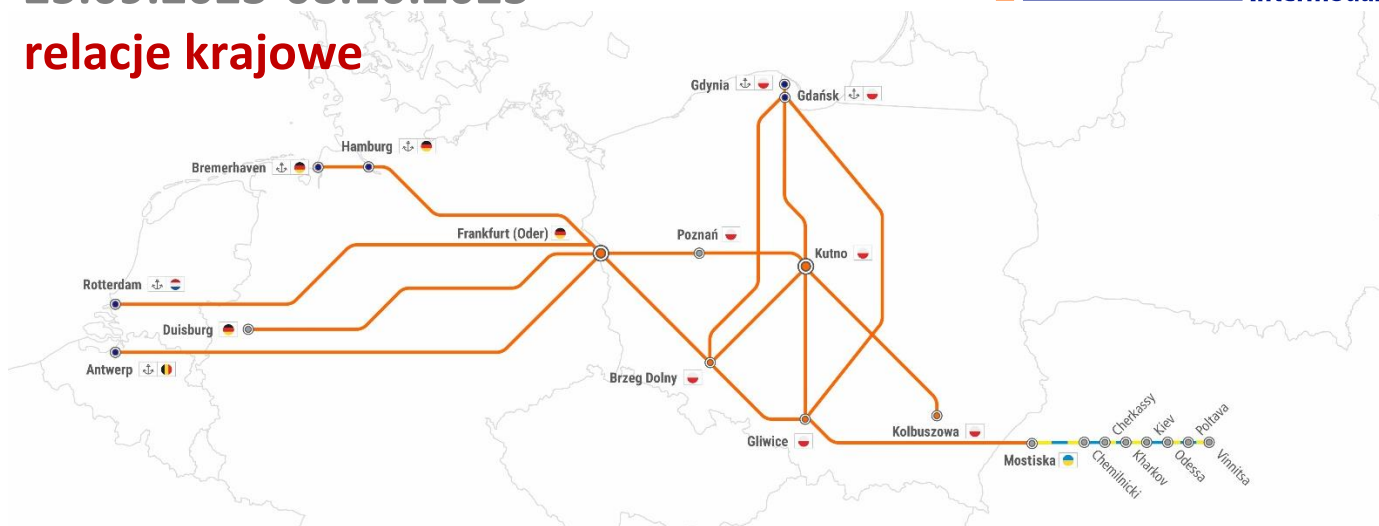 relacje krajowe
Gdynia
Gdańsk
Hamburg
Bremerhaven
Frankfurt (Oder)
Poznań
Kutno
Rotterdam
Duisburg
Antwerp
Brzeg Dolny
Gliwice
Kolbuszowa
Mostiska
Chemilnicki
Cherkassy
Kharkov
Kiev
Odessa
Poltava
Vinnitsa